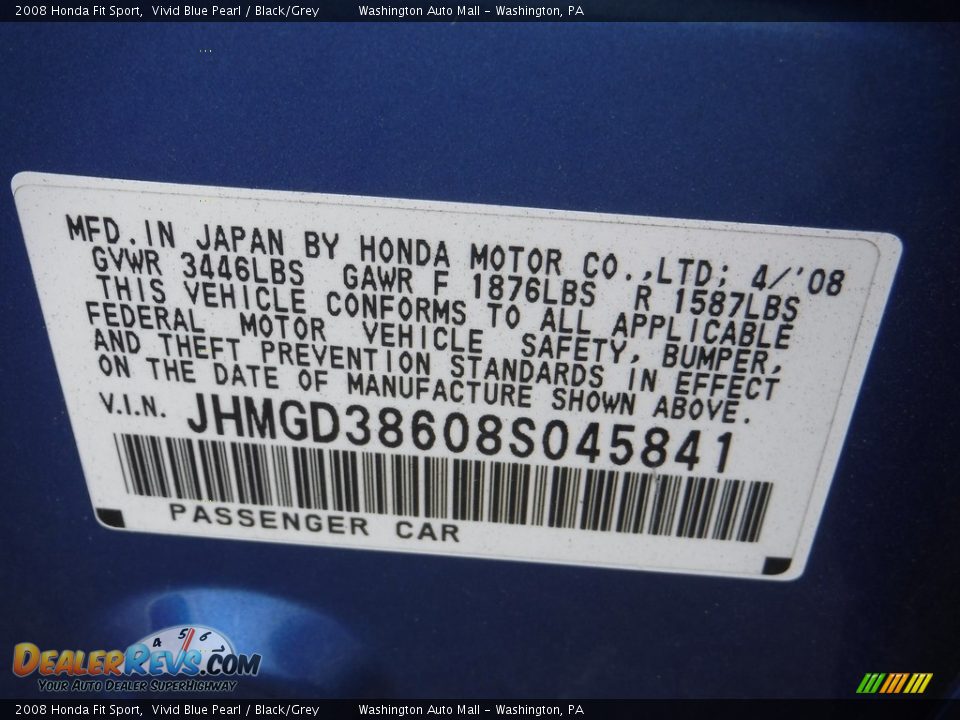 2008 Honda Fit Sport,  Vivid Blue Pearl / Black/Grey        Washington Auto Mall - Washington, PA
MFD.IN JAPAN BY HONDA MOTOR CO.,LTD; 4/'08
GVWR 3446LBS  GAWR F 1876LBS  R 1587LBS
THIS VEHICLE CONFORMS TO ALL APPLICABLE
FEDERAL MOTOR VEHICLE SAFETY, BUMPER,
AND THEFT PREVENTION STANDARDS IN EFFECT
ON THE DATE OF MANUFACTURE SHOWN ABOVE.
V.I.N. JHMGD38608S045841
PASSENGER CAR
4 5 6 7
DealerRevs.com
Your Auto Dealer SuperHighway
2008 Honda Fit Sport,  Vivid Blue Pearl / Black/Grey        Washington Auto Mall - Washington, PA